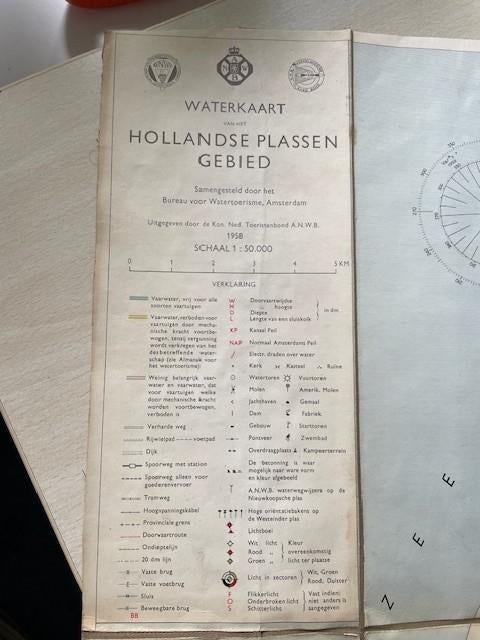 A
N W
B
WATERKAART
VAN HET
HOLLANDSE PLASSEN
GEBIED
Samengesteld door het
Bureau voor Watertoerisme, Amsterdam
Uitgegeven door de Kon. Ned. Toeristenbond A.N.W.B.
1958
SCHAAL 1 : 50.000
0 1 2 3 4 5 KM
VERKLARING
Vaarwater, vrij voor alle
soorten vaartuigen
Vaarwater, verboden voor
vaartuigen door mecha-
nische kracht voortbe-
wogen, tenzij vergunning
wordt verkregen van het
desbetreffende water-
schap (zie Almanak voor
het watertoerisme):
Weinig belangrijk vaar-
water en vaarwater, dat
voor vaartuigen welke
door mechanische kracht
worden voortbewogen,
verboden is
Verharde weg
Rijwielpad voetpad
Dijk
Spoorweg met station
Spoorweg alleen voor
goederenvervoer
Tramweg
Hoogspanningskabel
Provinciale grens
Doorvaartroute
Ondieptelijn
20 dm lijn
Vaste brug
Vaste voetbrug
Sluis
Beweegbare brug
BB
W Doorvaartwijdte
H „ hoogte
D Diepte
L Lengte van een sluiskolk
in dm.
KP Kanaal Peil
NAP Normaal Amsterdams Peil
Electr. draden over water
Kerk Kasteel Ruïne
Watertoren Vuurtoren
Molen Amerik. Molen
Jachthaven Gemaal
Dam Fabriek
Gebouw Starttoren
Pontveer Zwembad
Overdraagplaats Kampeerterrein
De betonning is waar
mogelijk naar ware vorm
en kleur afgebeeld
A.N.W.B. waterwegwijzers op de
Nieuwkoopsche plas
Hoge oriëntatiebakens op
de Westeinder plas
Lichtboei
Wit licht
Rood „
Groen „
Kleur
overeenkomstig
licht ter plaatse
Licht in sectoren
Wit, Groen
Rood, Duister
F Flikkerlicht
O Onderbroken licht
S Schitterlicht
Vast indien
niet anders is
aangegeven
Z E E